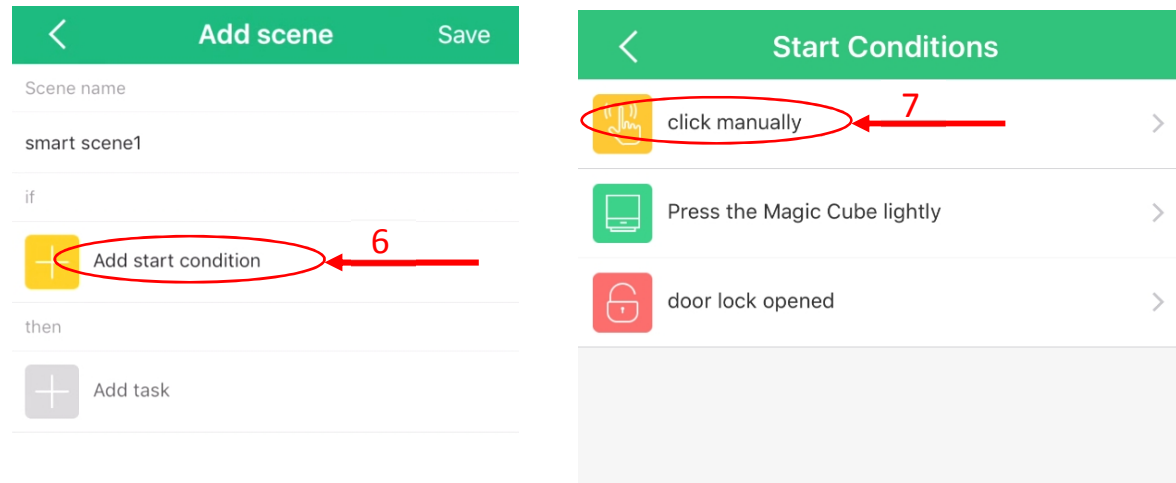 Add scene
Save
Scene name
smart scene1
if
Add start condition
6
then
Add task
Start Conditions
click manually
7
Press the Magic Cube lightly
door lock opened